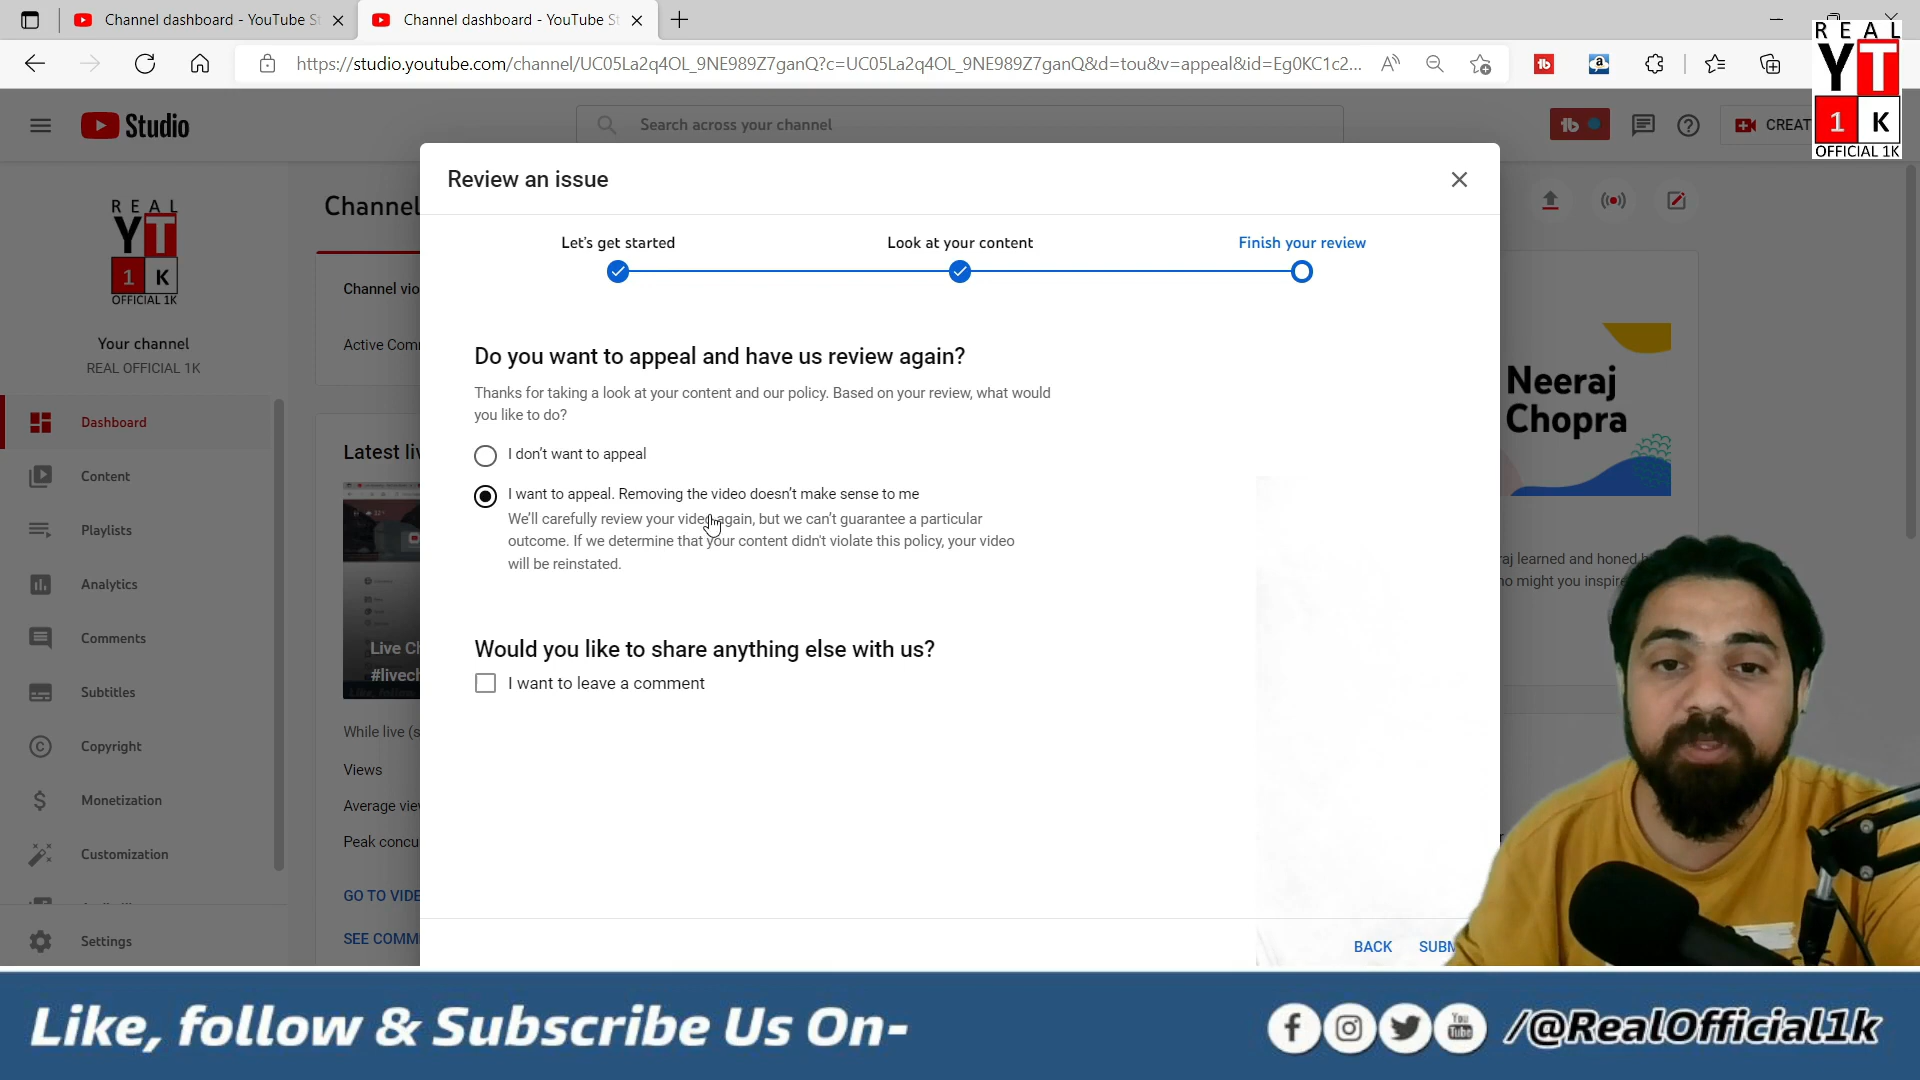 Channel dashboard - YouTube St
Channel dashboard - YouTube St
https://studio.youtube.com/channel/UC05La2q4OL_9NE989Z7ganQ?c=UC05La2q4OL_9NE989Z7ganQ&d=tou&v=appeal&id=Eg0KC1c2...
REAL
YT
1 K
OFFICIAL 1K
Studio
Search across your channel
CREAT
REAL
YT
1 K
OFFICIAL 1K
Your channel
REAL OFFICIAL 1K
Dashboard
Content
Playlists
Analytics
Comments
Subtitles
Copyright
Monetization
Customization
Settings
Channel
Channel vio
Active Com
Latest li
Live C
#livec
While live (s
Views
Average vie
Peak concu
GO TO VIDE
SEE COMM
Review an issue
Let's get started
Look at your content
Finish your review
Do you want to appeal and have us review again?
Thanks for taking a look at your content and our policy. Based on your review, what would
you like to do?
I don't want to appeal
I want to appeal. Removing the video doesn't make sense to me
We'll carefully review your video again, but we can't guarantee a particular
outcome. If we determine that your content didn't violate this policy, your video
will be reinstated.
Would you like to share anything else with us?
I want to leave a comment
BACK SUBM
Neeraj
Chopra
aj learned and honed
o might you inspire
Like, follow & Subscribe Us On-
You
Tube
/@RealOfficial1k